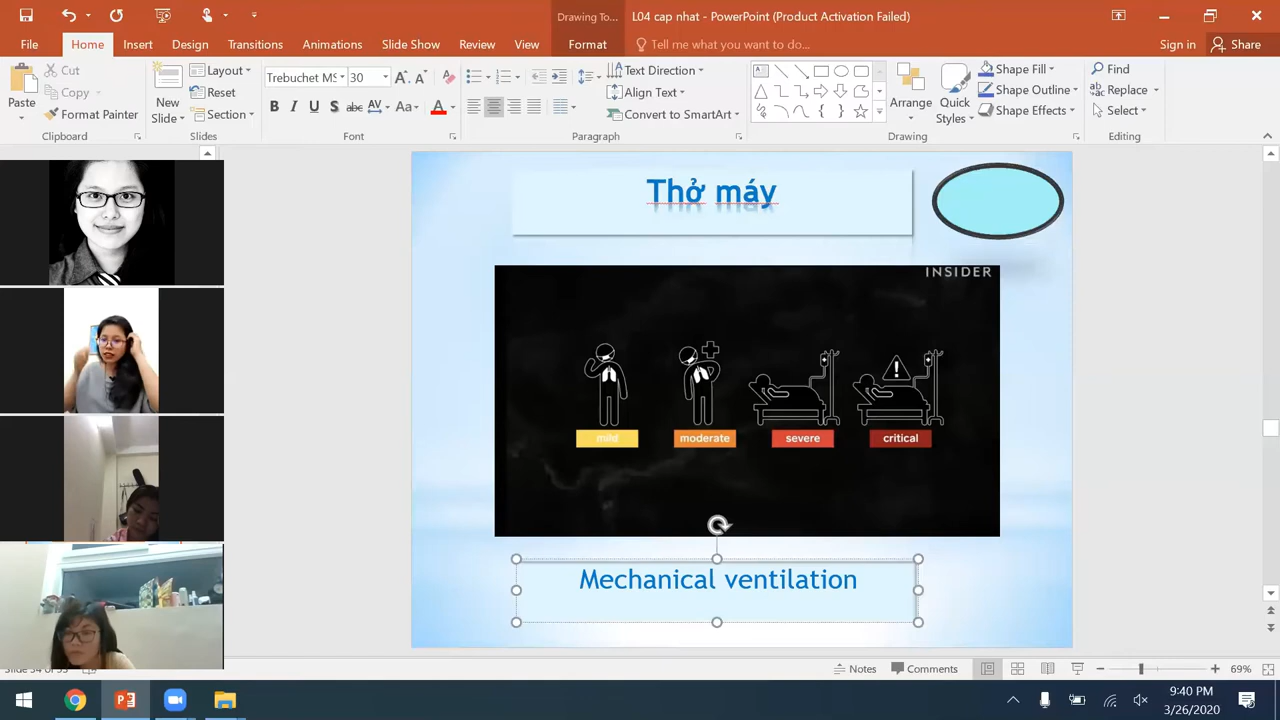 Drawing To...
L04 cap nhat - PowerPoint (Product Activation Failed)
File
Home
Insert
Design
Transitions
Animations
Slide Show
Review
View
Format
Tell me what you want to do...
Sign in
Share
Paste
Cut
Copy
Format Painter
Clipboard
New Slide
Layout
Reset
Section
Slides
Trebuchet MS
30
B I U S abc AV Aa A
Font
Text Direction
Align Text
Convert to SmartArt
Paragraph
Arrange
Quick Styles
Shape Fill
Shape Outline
Shape Effects
Drawing
Find
Replace
Select
Editing
Thở máy
INSIDER
mild
moderate
severe
critical
Mechanical ventilation
Notes
Comments
69%
9:40 PM
3/26/2020